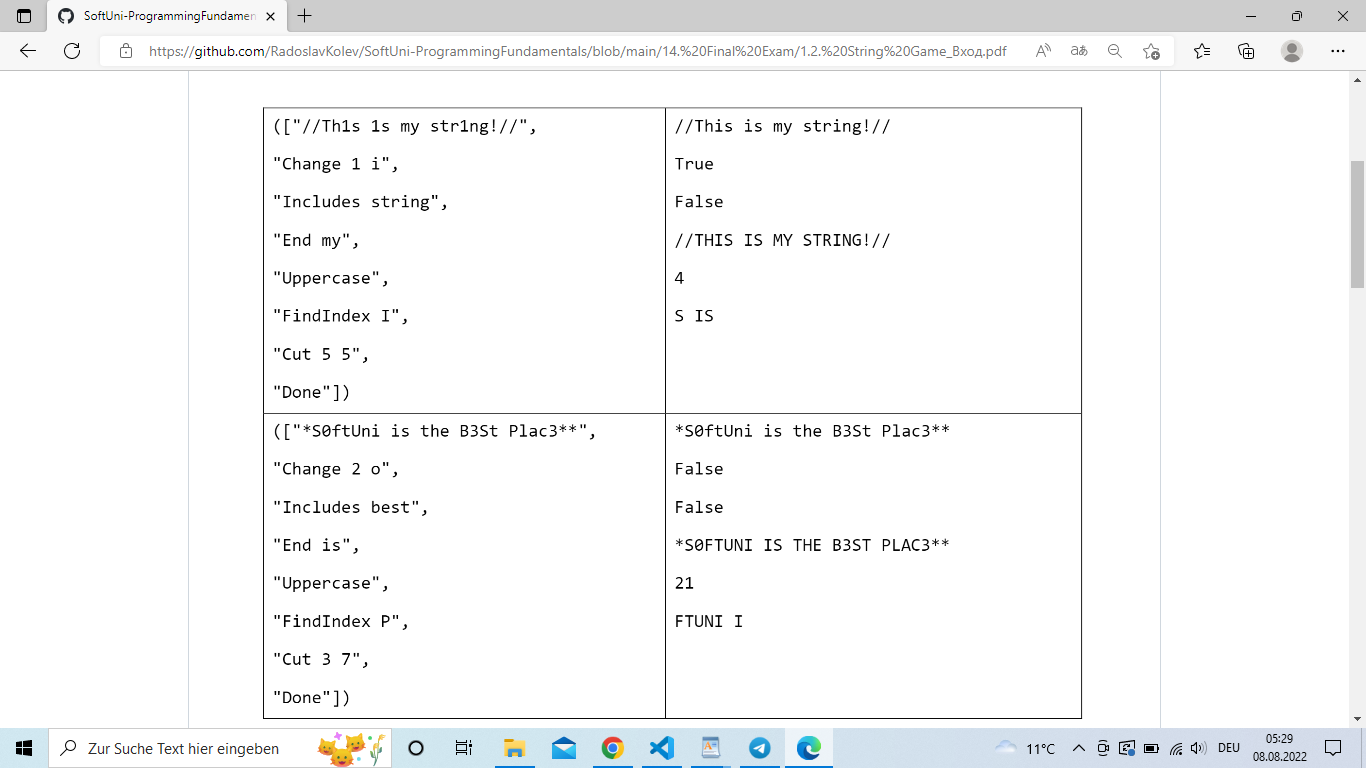 SoftUni-ProgrammingFundamen
https://github.com/RadoslavKolev/SoftUni-ProgrammingFundamentals/blob/main/14.%20Final%20Exam/1.2.%20String%20Game_Вход.pdf
(["//Th1s 1s my str1ng!//",
"Change 1 i",
"Includes string",
"End my",
"Uppercase",
"FindIndex I",
"Cut 5 5",
"Done"])
//This is my string!//
True
False
//THIS IS MY STRING!//
4
S IS
(["*S0ftUni is the B3St Plac3**",
"Change 2 o",
"Includes best",
"End is",
"Uppercase",
"FindIndex P",
"Cut 3 7",
"Done"])
*S0ftUni is the B3St Plac3**
False
False
*S0FTUNI IS THE B3ST PLAC3**
21
FTUNI I
Zur Suche Text hier eingeben
11°C
DEU
05:29
08.08.2022